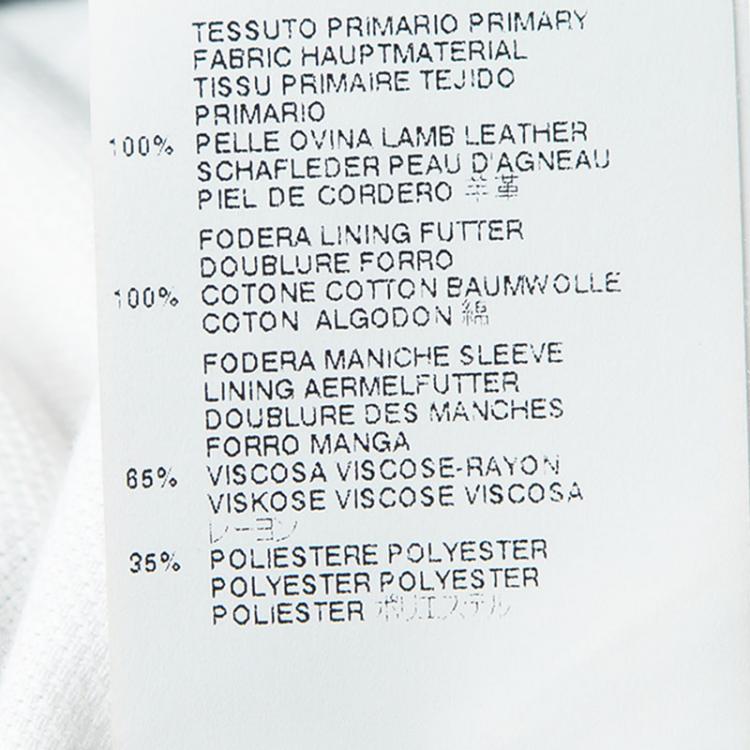 TESSUTO PRIMARIO PRIMARY
FABRIC HAUPTMATERIAL
TISSU PRIMAIRE TEJIDO
PRIMARIO
100% PELLE OVINA LAMB LEATHER
SCHAFLEDER PEAU D'AGNEAU
PIEL DE CORDERO 羊革
FODERA LINING FUTTER
DOUBLURE FORRO
100% COTONE COTTON BAUMWOLLE
COTON ALGODON 綿
FODERA MANICHE SLEEVE
LINING AERMELFUTTER
DOUBLURE DES MANCHES
FORRO MANGA
65% VISCOSA VISCOSE-RAYON
VISKOSE VISCOSE VISCOSA
レーヨン
35% POLIESTERE POLYESTER
POLYESTER POLYESTER
POLIESTER ポリエステル